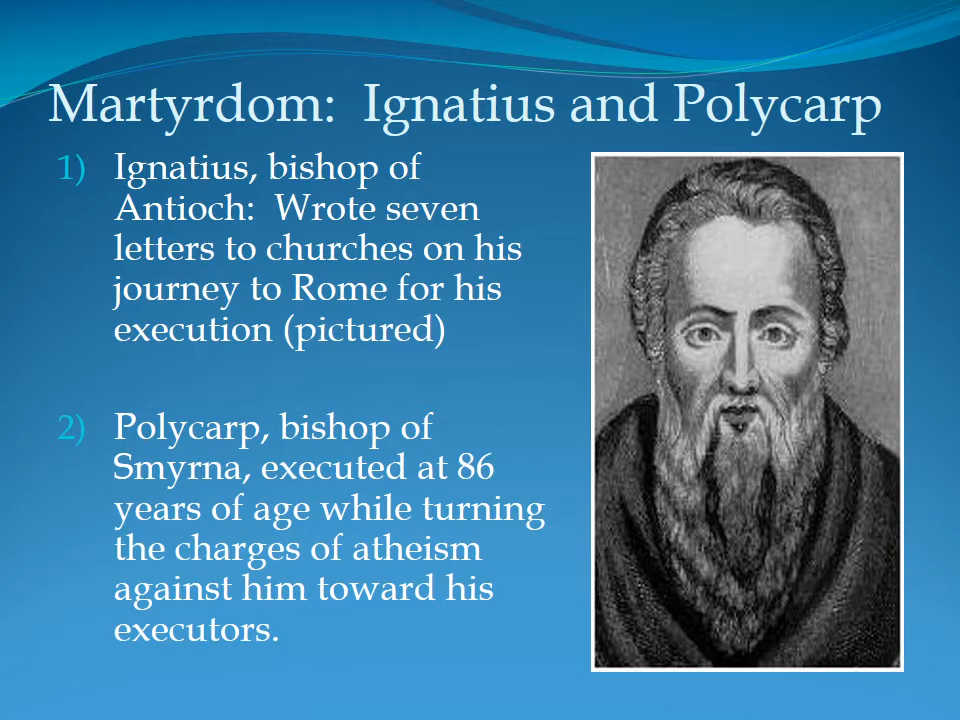 Martyrdom:  Ignatius and Polycarp
1) Ignatius, bishop of
Antioch:  Wrote seven
letters to churches on his
journey to Rome for his
execution (pictured)
2) Polycarp, bishop of
Smyrna, executed at 86
years of age while turning
the charges of atheism
against him toward his
executors.